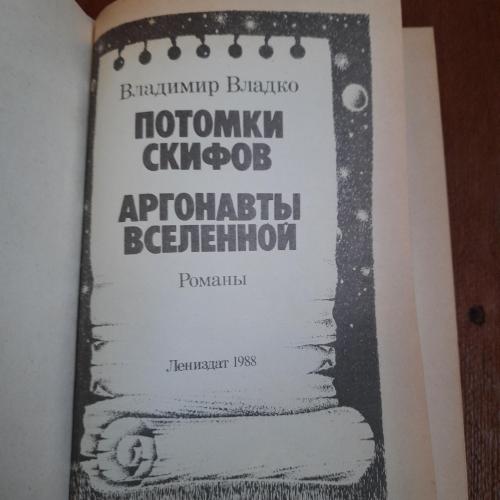 Владимир Владко
ПОТОМКИ
СКИФОВ
АРГОНАВТЫ
ВСЕЛЕННОЙ
Романы
Лениздат 1988